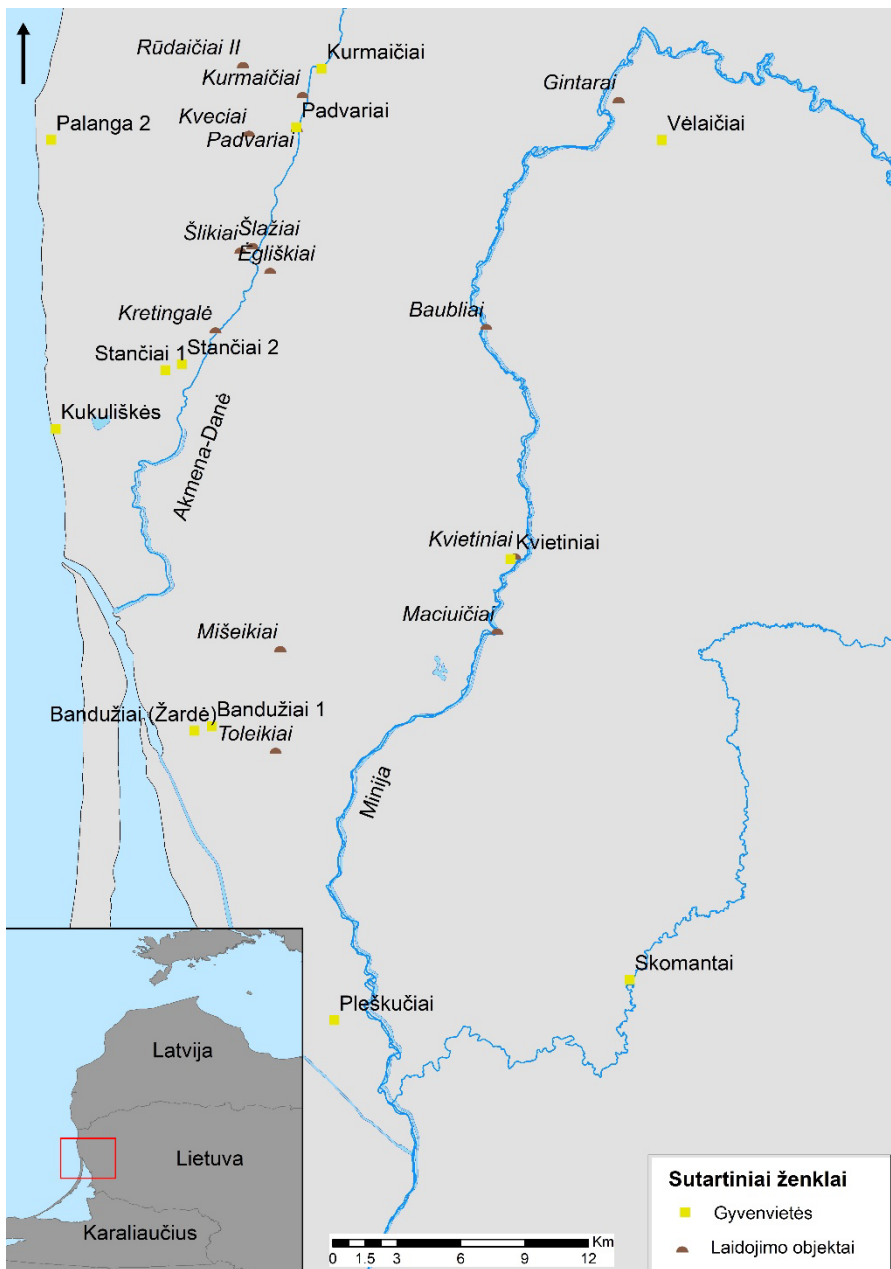 Rūdaičiai II
Kurmaičiai
Kurmaičiai
Gintarai
Kveciai
Padvariai
Palanga 2
Padvariai
Vėlaičiai
Šlažiai
Šlikiai
Ėgliškiai
Kretingalė
Baubliai
Stančiai 1
Stančiai 2
Kukuliškės
Akmena-Danė
Kvietiniai
Kvietiniai
Maciuičiai
Mišeikiai
Bandužiai (Žardė)
Bandužiai 1
Toleikiai
Minija
Skomantai
Pleškučiai
Latvija
Lietuva
Karaliaučius
Sutartiniai ženklai
Gyvenvietės
Laidojimo objektai
Km
0 1.5 3 6 9 12